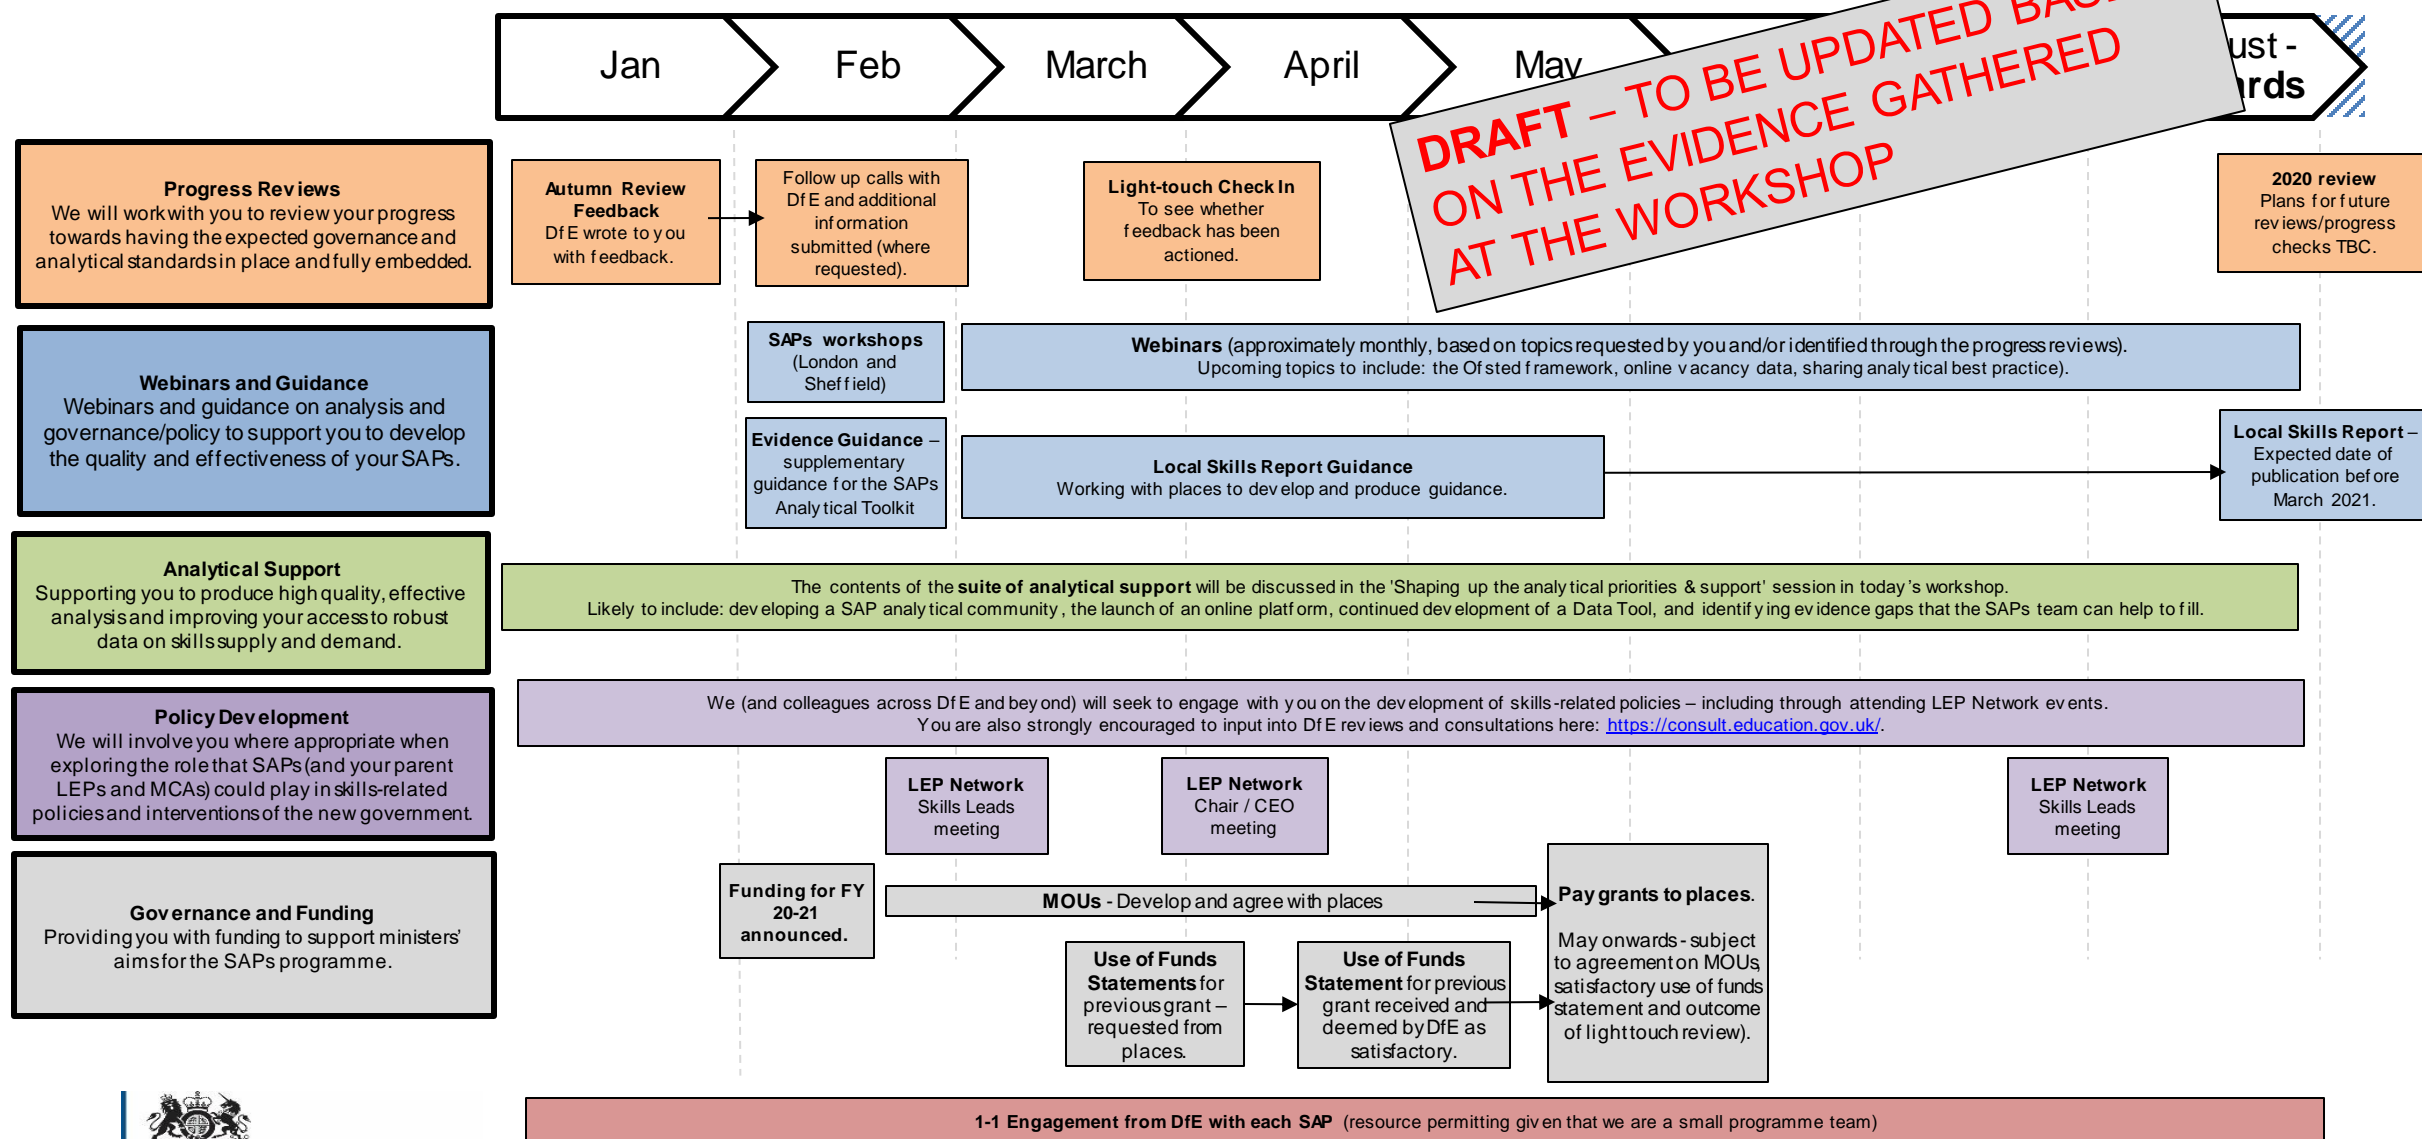 Jan
Feb
March
April
May
ust -
rds
DRAFT – TO BE UPDATED
ON THE EVIDENCE GATHERED
AT THE WORKSHOP
Progress Reviews
We will work with you to review your progress
towards having the expected governance and
analytical standards in place and fully embedded.
Autumn Review
Feedback
DfE wrote to you
with feedback.
Follow up calls with
DfE and additional
information
submitted (where
requested).
Light-touch Check In
To see whether
feedback has been
actioned.
2020 review
Plans for future
reviews/progress
checks TBC.
Webinars and Guidance
Webinars and guidance on analysis and
governance/policy to support you to develop
the quality and effectiveness of your SAPs.
SAPs workshops
(London and
Sheffield)
Webinars (approximately monthly, based on topics requested by you and/or identified through the progress reviews).
Upcoming topics to include: the Ofsted framework, online vacancy data, sharing analytical best practice).
Evidence Guidance –
supplementary
guidance for the SAPs
Analytical Toolkit
Local Skills Report Guidance
Working with places to develop and produce guidance.
Local Skills Report –
Expected date of
publication before
March 2021.
Analytical Support
Supporting you to produce high quality, effective
analysis and improving your access to robust
data on skills supply and demand.
The contents of the suite of analytical support will be discussed in the 'Shaping up the analytical priorities & support' session in today's workshop.
Likely to include: developing a SAP analytical community, the launch of an online platform, continued development of a Data Tool, and identifying evidence gaps that the SAPs team can help to fill.
Policy Development
We will involve you where appropriate when
exploring the role that SAPs (and your parent
LEPs and MCAs) could play in skills-related
policies and interventions of the new government.
We (and colleagues across DfE and beyond) will seek to engage with you on the development of skills-related policies – including through attending LEP Network events.
You are also strongly encouraged to input into DfE reviews and consultations here: https://consult.education.gov.uk/.
LEP Network
Skills Leads
meeting
LEP Network
Chair / CEO
meeting
LEP Network
Skills Leads
meeting
Governance and Funding
Providing you with funding to support ministers'
aims for the SAPs programme.
Funding for FY
20-21
announced.
MOUs - Develop and agree with places
Use of Funds
Statements for
previous grant –
requested from
places.
Use of Funds
Statement for previous
grant received and
deemed by DfE as
satisfactory.
Pay grants to places.
May onwards - subject
to agreement on MOUs,
satisfactory use of funds
statement and outcome
of light touch review).
1-1 Engagement from DfE with each SAP (resource permitting given that we are a small programme team)